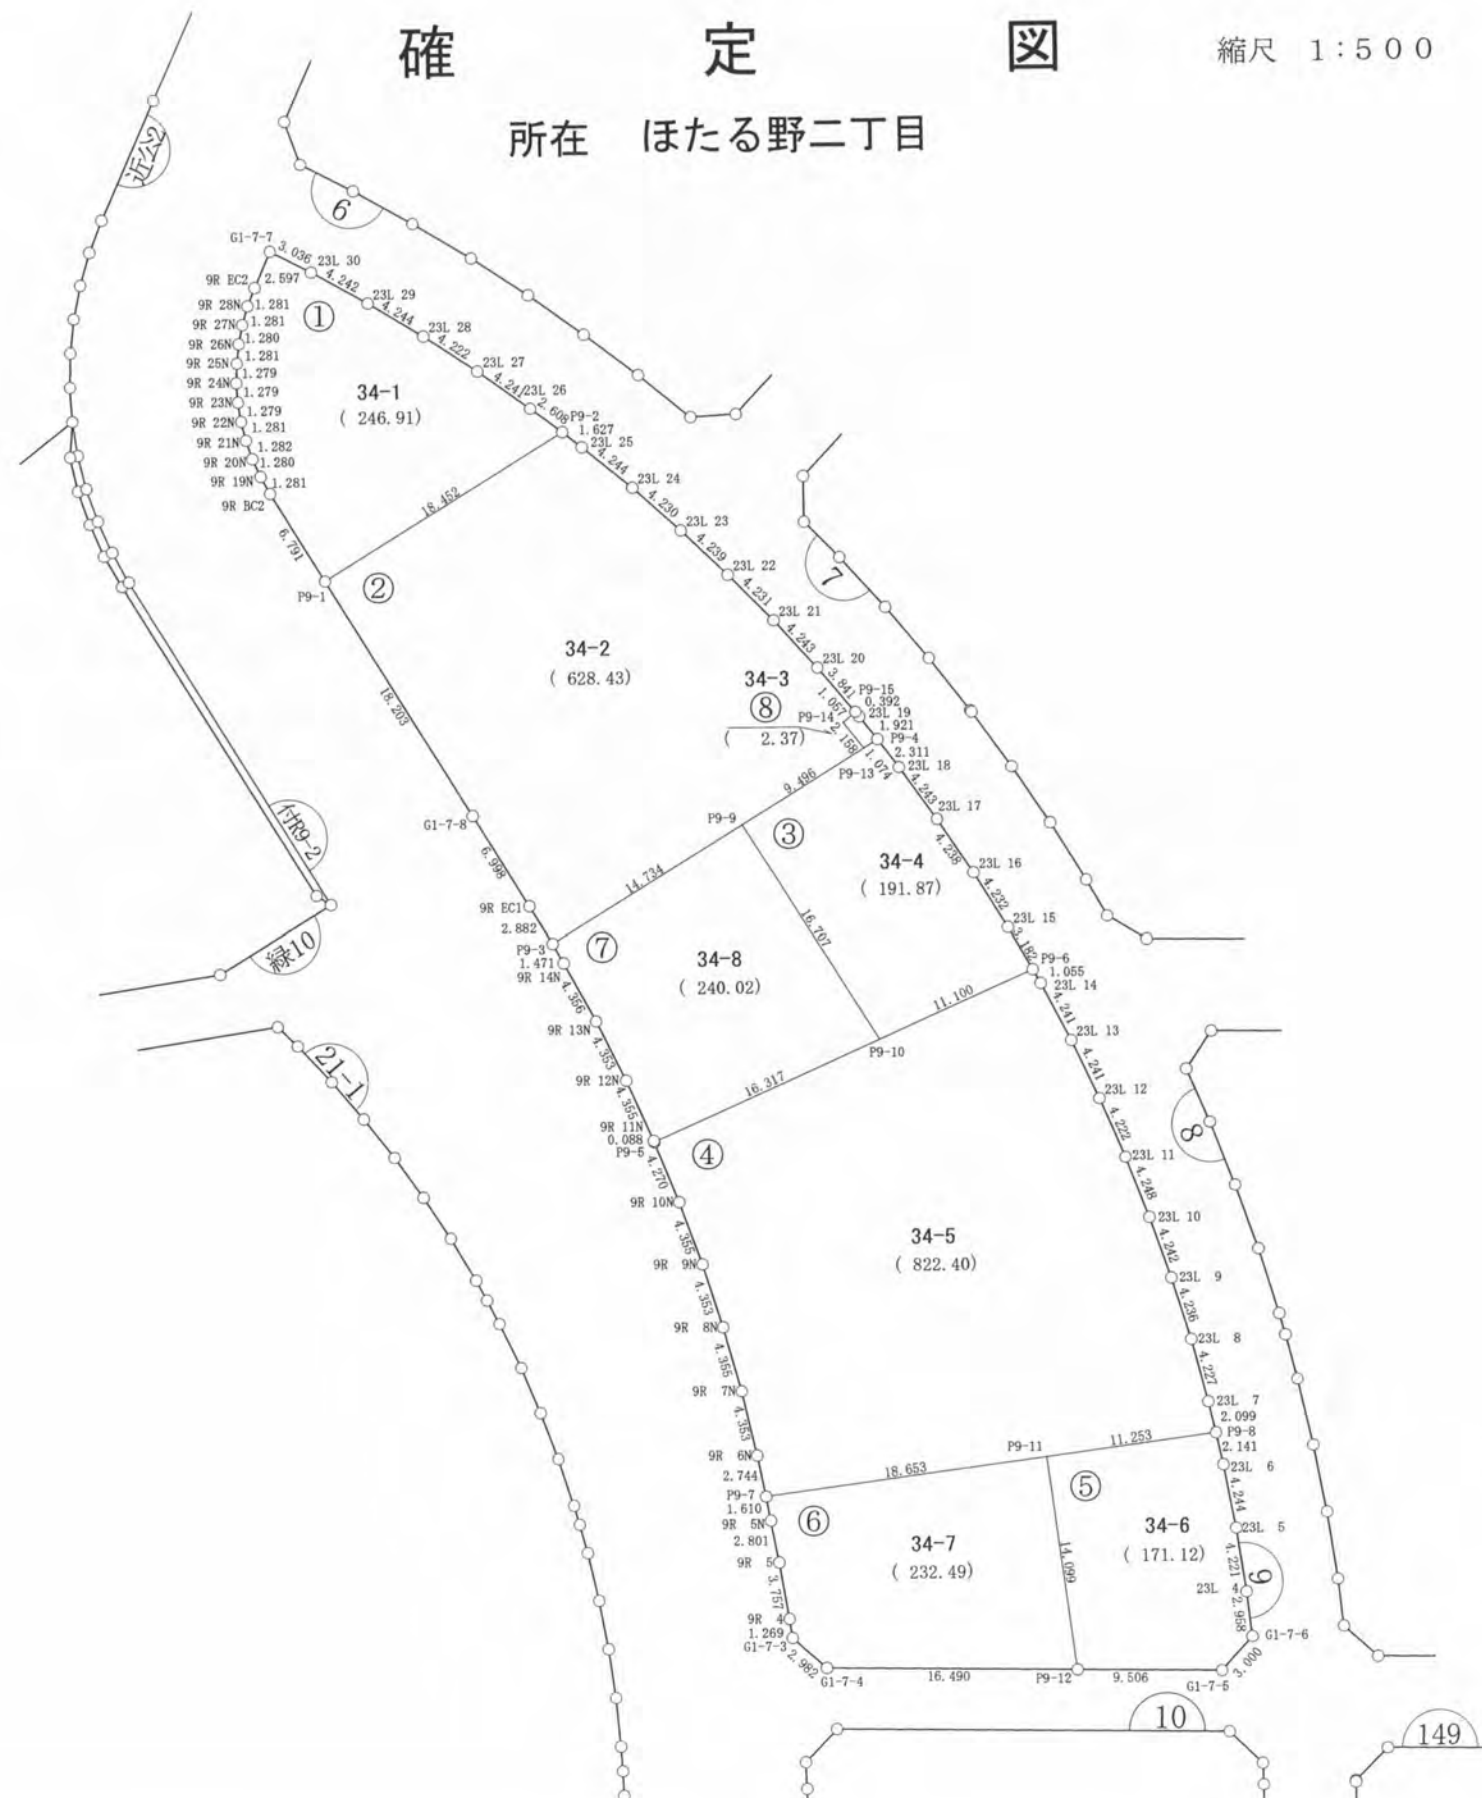 確定図
縮尺 1:500
所在 ほたる野二丁目
近公2
6
G1-7-7
3.036
23L 30
9R EC2
2.597
4.242
9R 28N
1.281
①
23L 29
9R 27N
1.281
4.244
23L 28
9R 26N
1.280
4.222
9R 25N
1.281
23L 27
9R 24N
1.279
34-1
4.241
23L 26
9R 23N
1.279
(246.91)
2.608
P9-2
9R 22N
1.279
1.627
9R 21N
1.281
23L 25
9R 20N
1.282
4.244
9R 19N
1.280
23L 24
9R BC2
1.281
18.452
4.230
23L 23
6.791
4.239
P9-1
②
23L 22
7
4.231
23L 21
34-2
4.243
(628.43)
23L 20
34-3
3.841
⑧
P9-15
0.392
18.203
1.057
P9-14
23L 19
1.921
(2.37)
2.158
P9-4
2.311
P9-13
1.074
23L 18
9.496
4.243
G1-7-8
P9-9
③
23L 17
付R9-2
6.998
34-4
4.238
14.734
(191.87)
23L 16
9R EC1
4.232
2.882
16.707
23L 15
緑10
P9-3
⑦
3.182
1.471
34-8
P9-6
9R 14N
(240.02)
1.055
4.356
11.100
23L 14
9R 13N
4.241
23L 13
21-1
4.353
P9-10
4.241
9R 12N
16.317
23L 12
4.355
4.222
9R 11N
0.088
8
P9-5
④
23L 11
4.270
4.248
9R 10N
23L 10
4.355
34-5
4.242
9R 9N
(822.40)
23L 9
4.353
4.236
9R 8N
23L 8
4.355
4.227
9R 7N
23L 7
4.353
2.099
P9-11
11.253
P9-8
9R 6N
18.653
2.141
2.744
23L 6
P9-7
⑤
1.610
4.244
9R 5N
⑥
34-6
23L 5
2.801
34-7
(171.12)
4.221
9R 5
(232.49)
14.099
9
3.757
23L 4
9R 4
2.958
1.269
G1-7-3
G1-7-6
2.982
3.000
G1-7-4
16.490
P9-12
9.506
G1-7-5
10
149